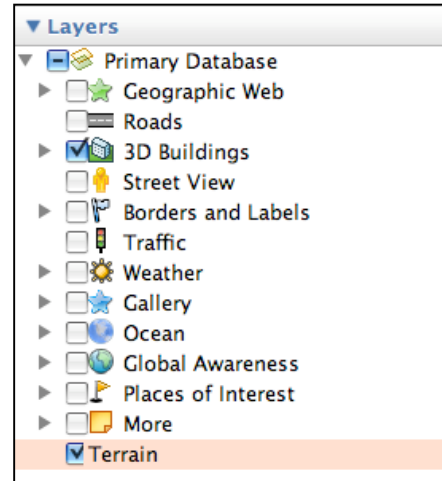 Layers
Primary Database
Geographic Web
Roads
3D Buildings
Street View
Borders and Labels
Traffic
Weather
Gallery
Ocean
Global Awareness
Places of Interest
More
Terrain